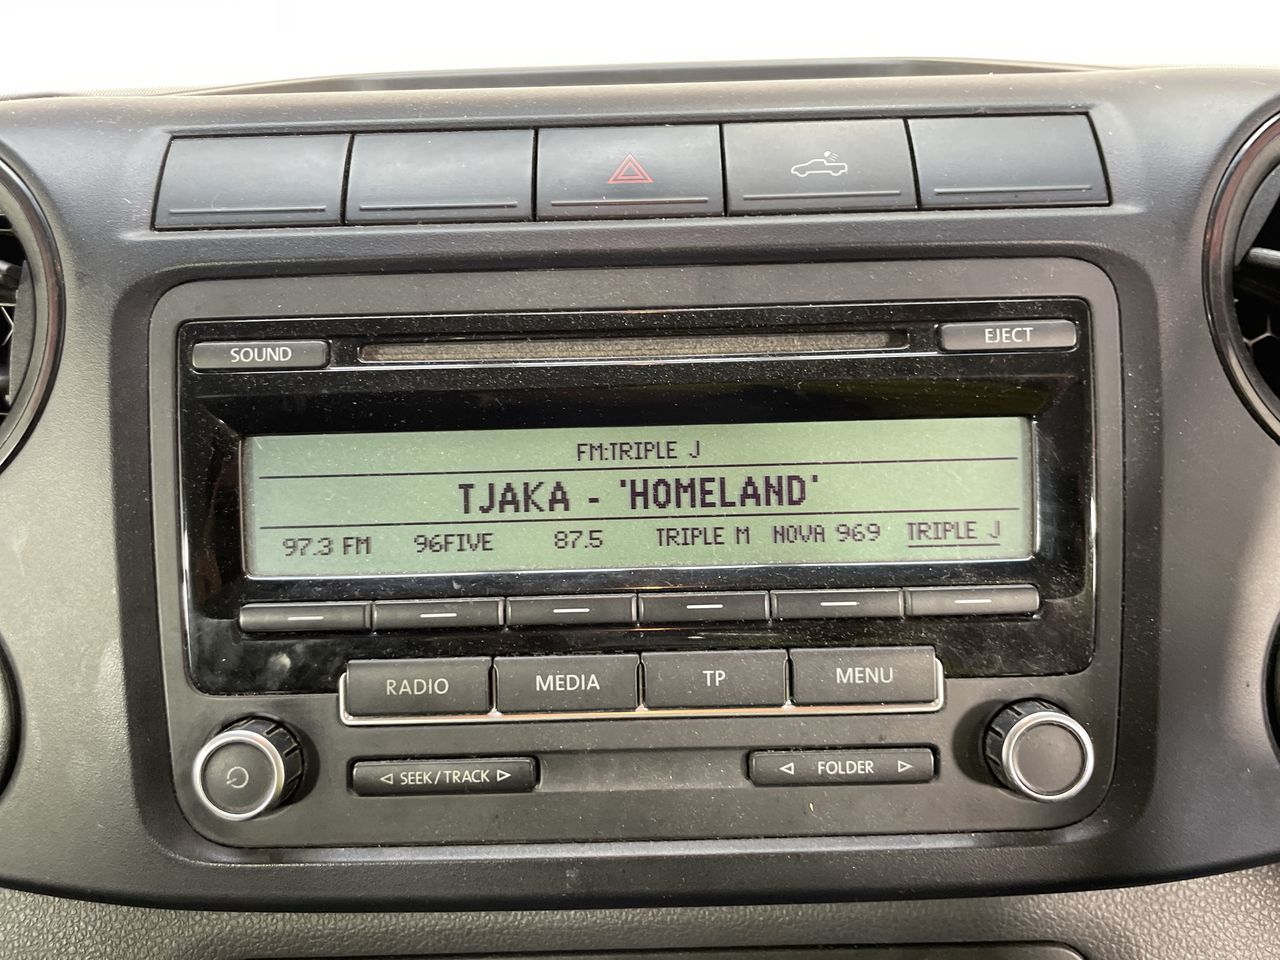 SOUND
EJECT
FM:TRIPLE J
TJAKA - 'HOMELAND'
97.3 FM 96FIVE 87.5 TRIPLE M NOVA 969 TRIPLE J
RADIO MEDIA TP MENU
◁ SEEK/TRACK ▷
◁ FOLDER ▷